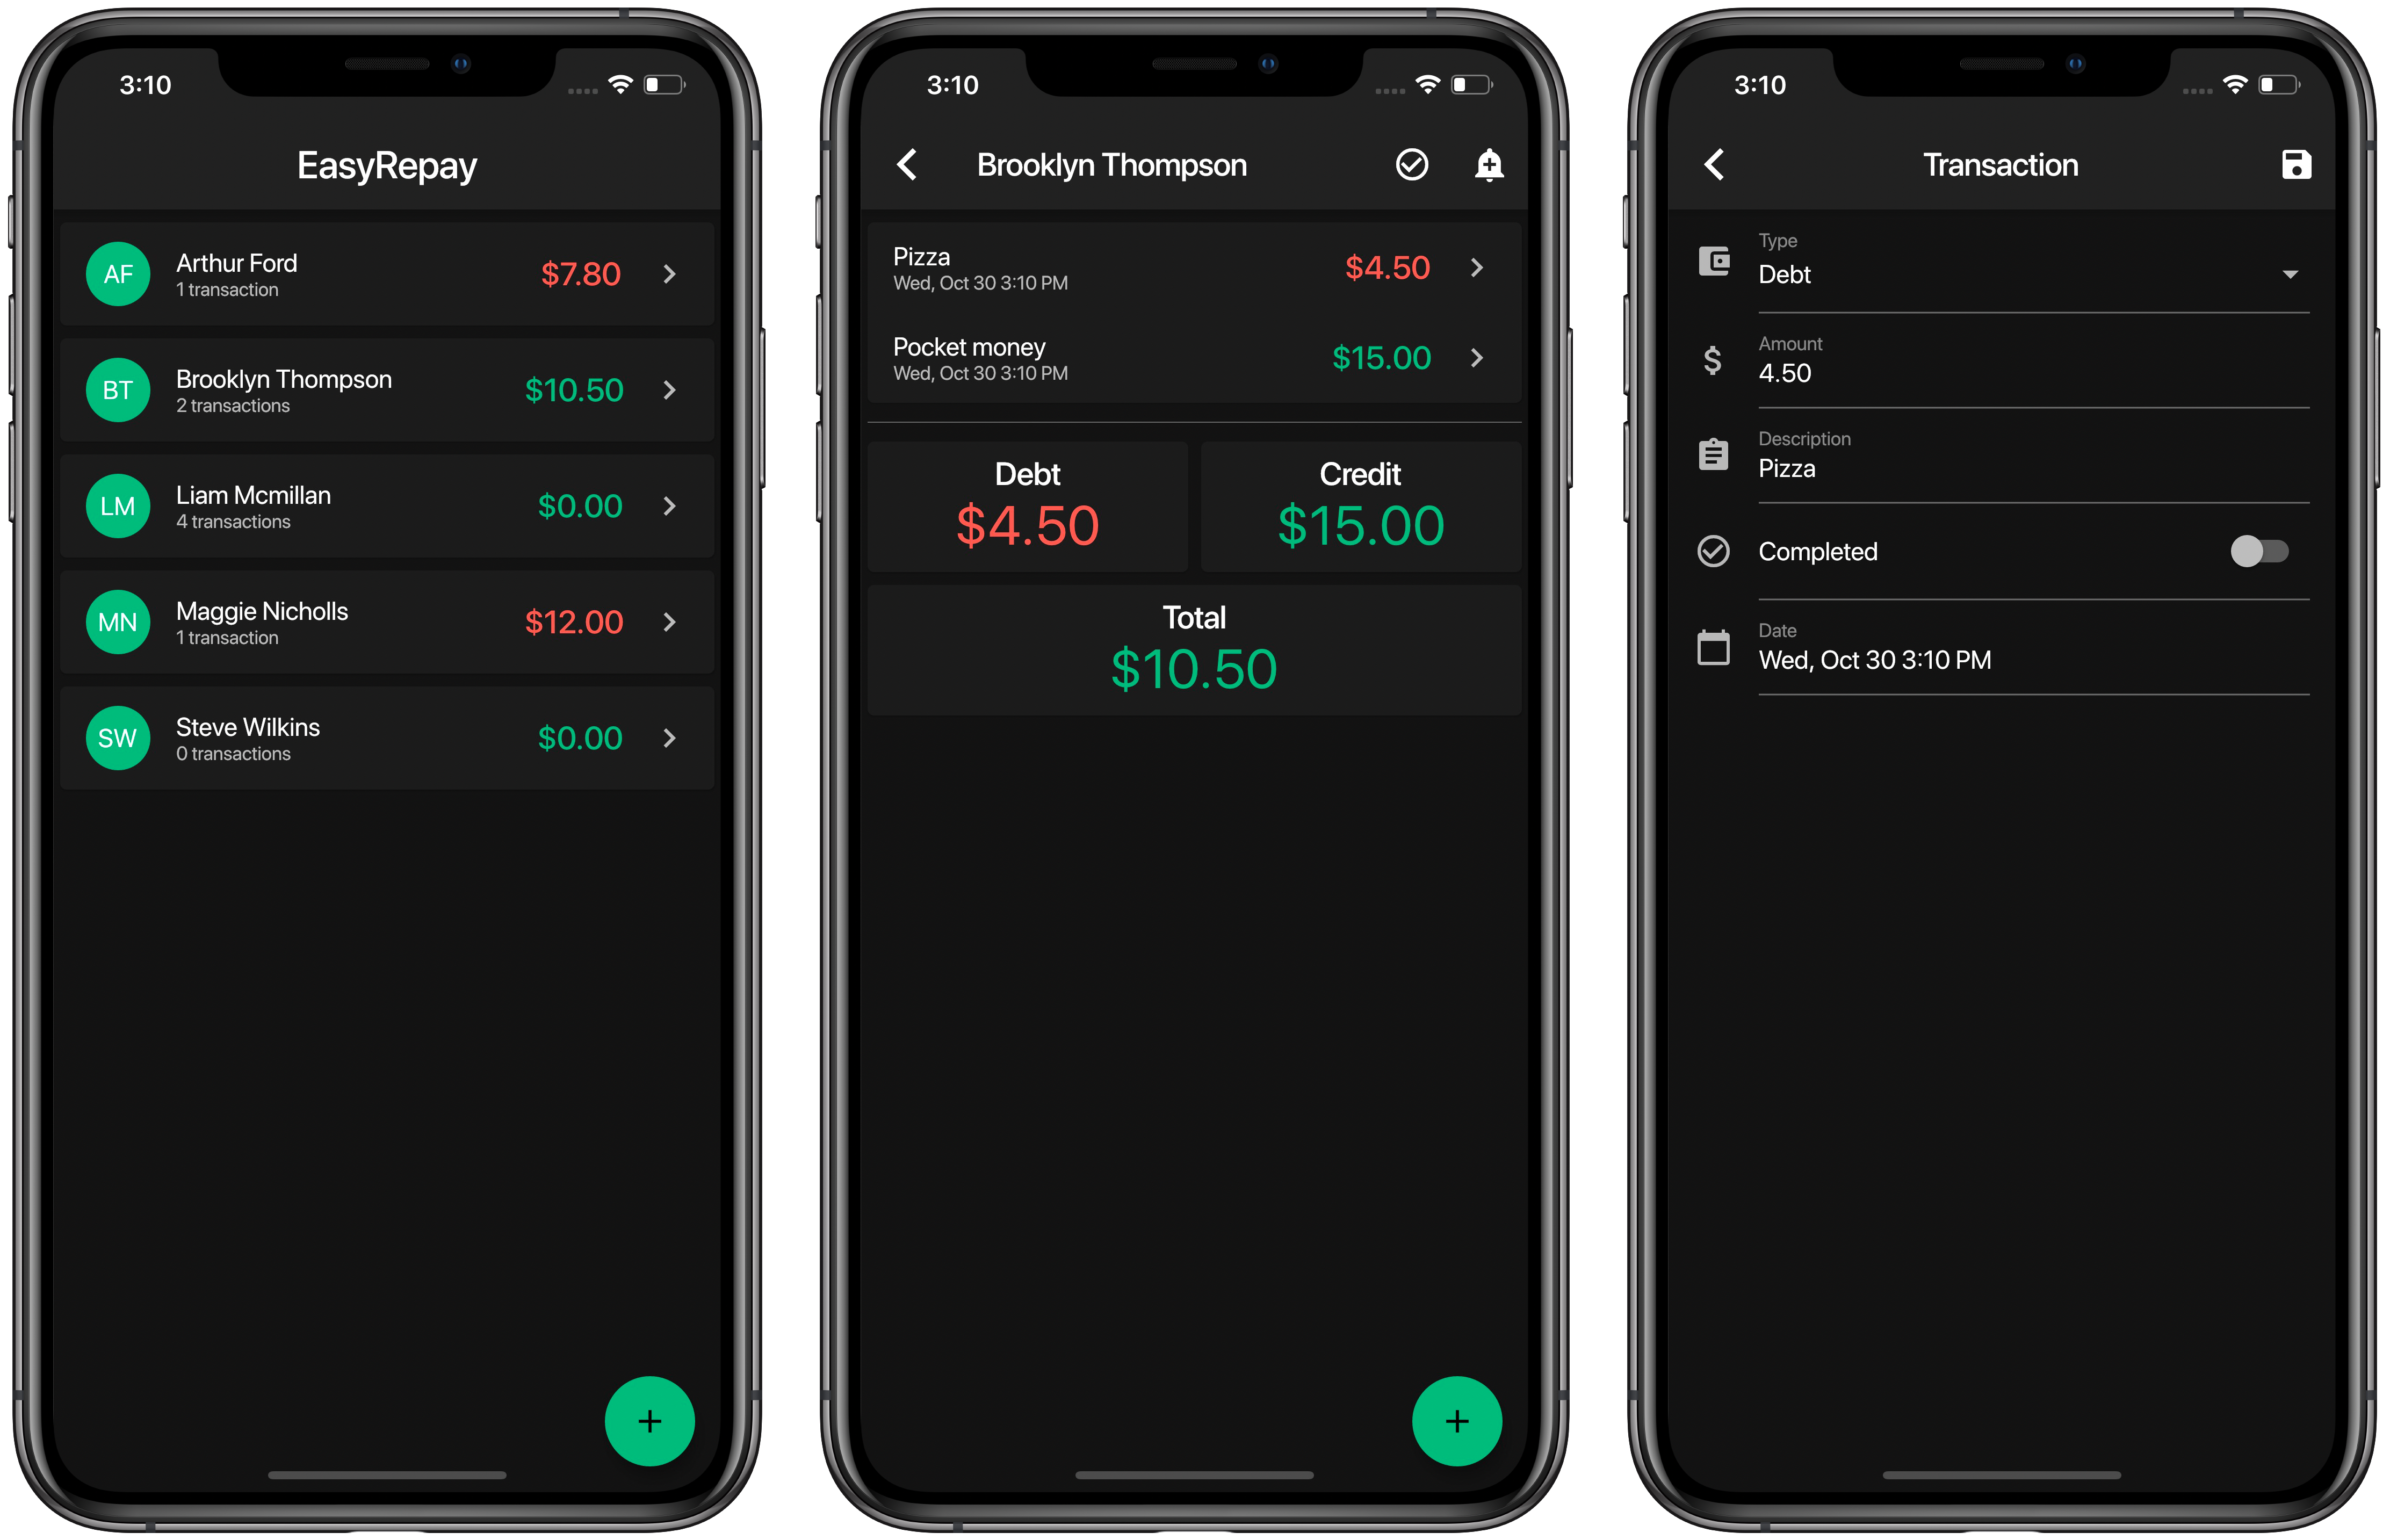 3:10
EasyRepay
AF
Arthur Ford
1 transaction
$7.80
BT
Brooklyn Thompson
2 transactions
$10.50
LM
Liam Mcmillan
4 transactions
$0.00
MN
Maggie Nicholls
1 transaction
$12.00
SW
Steve Wilkins
0 transactions
$0.00
+
3:10
Brooklyn Thompson
Pizza
Wed, Oct 30 3:10 PM
$4.50
Pocket money
Wed, Oct 30 3:10 PM
$15.00
Debt
$4.50
Credit
$15.00
Total
$10.50
+
3:10
Transaction
Type
Debt
$
Amount
4.50
Description
Pizza
Completed
Date
Wed, Oct 30 3:10 PM